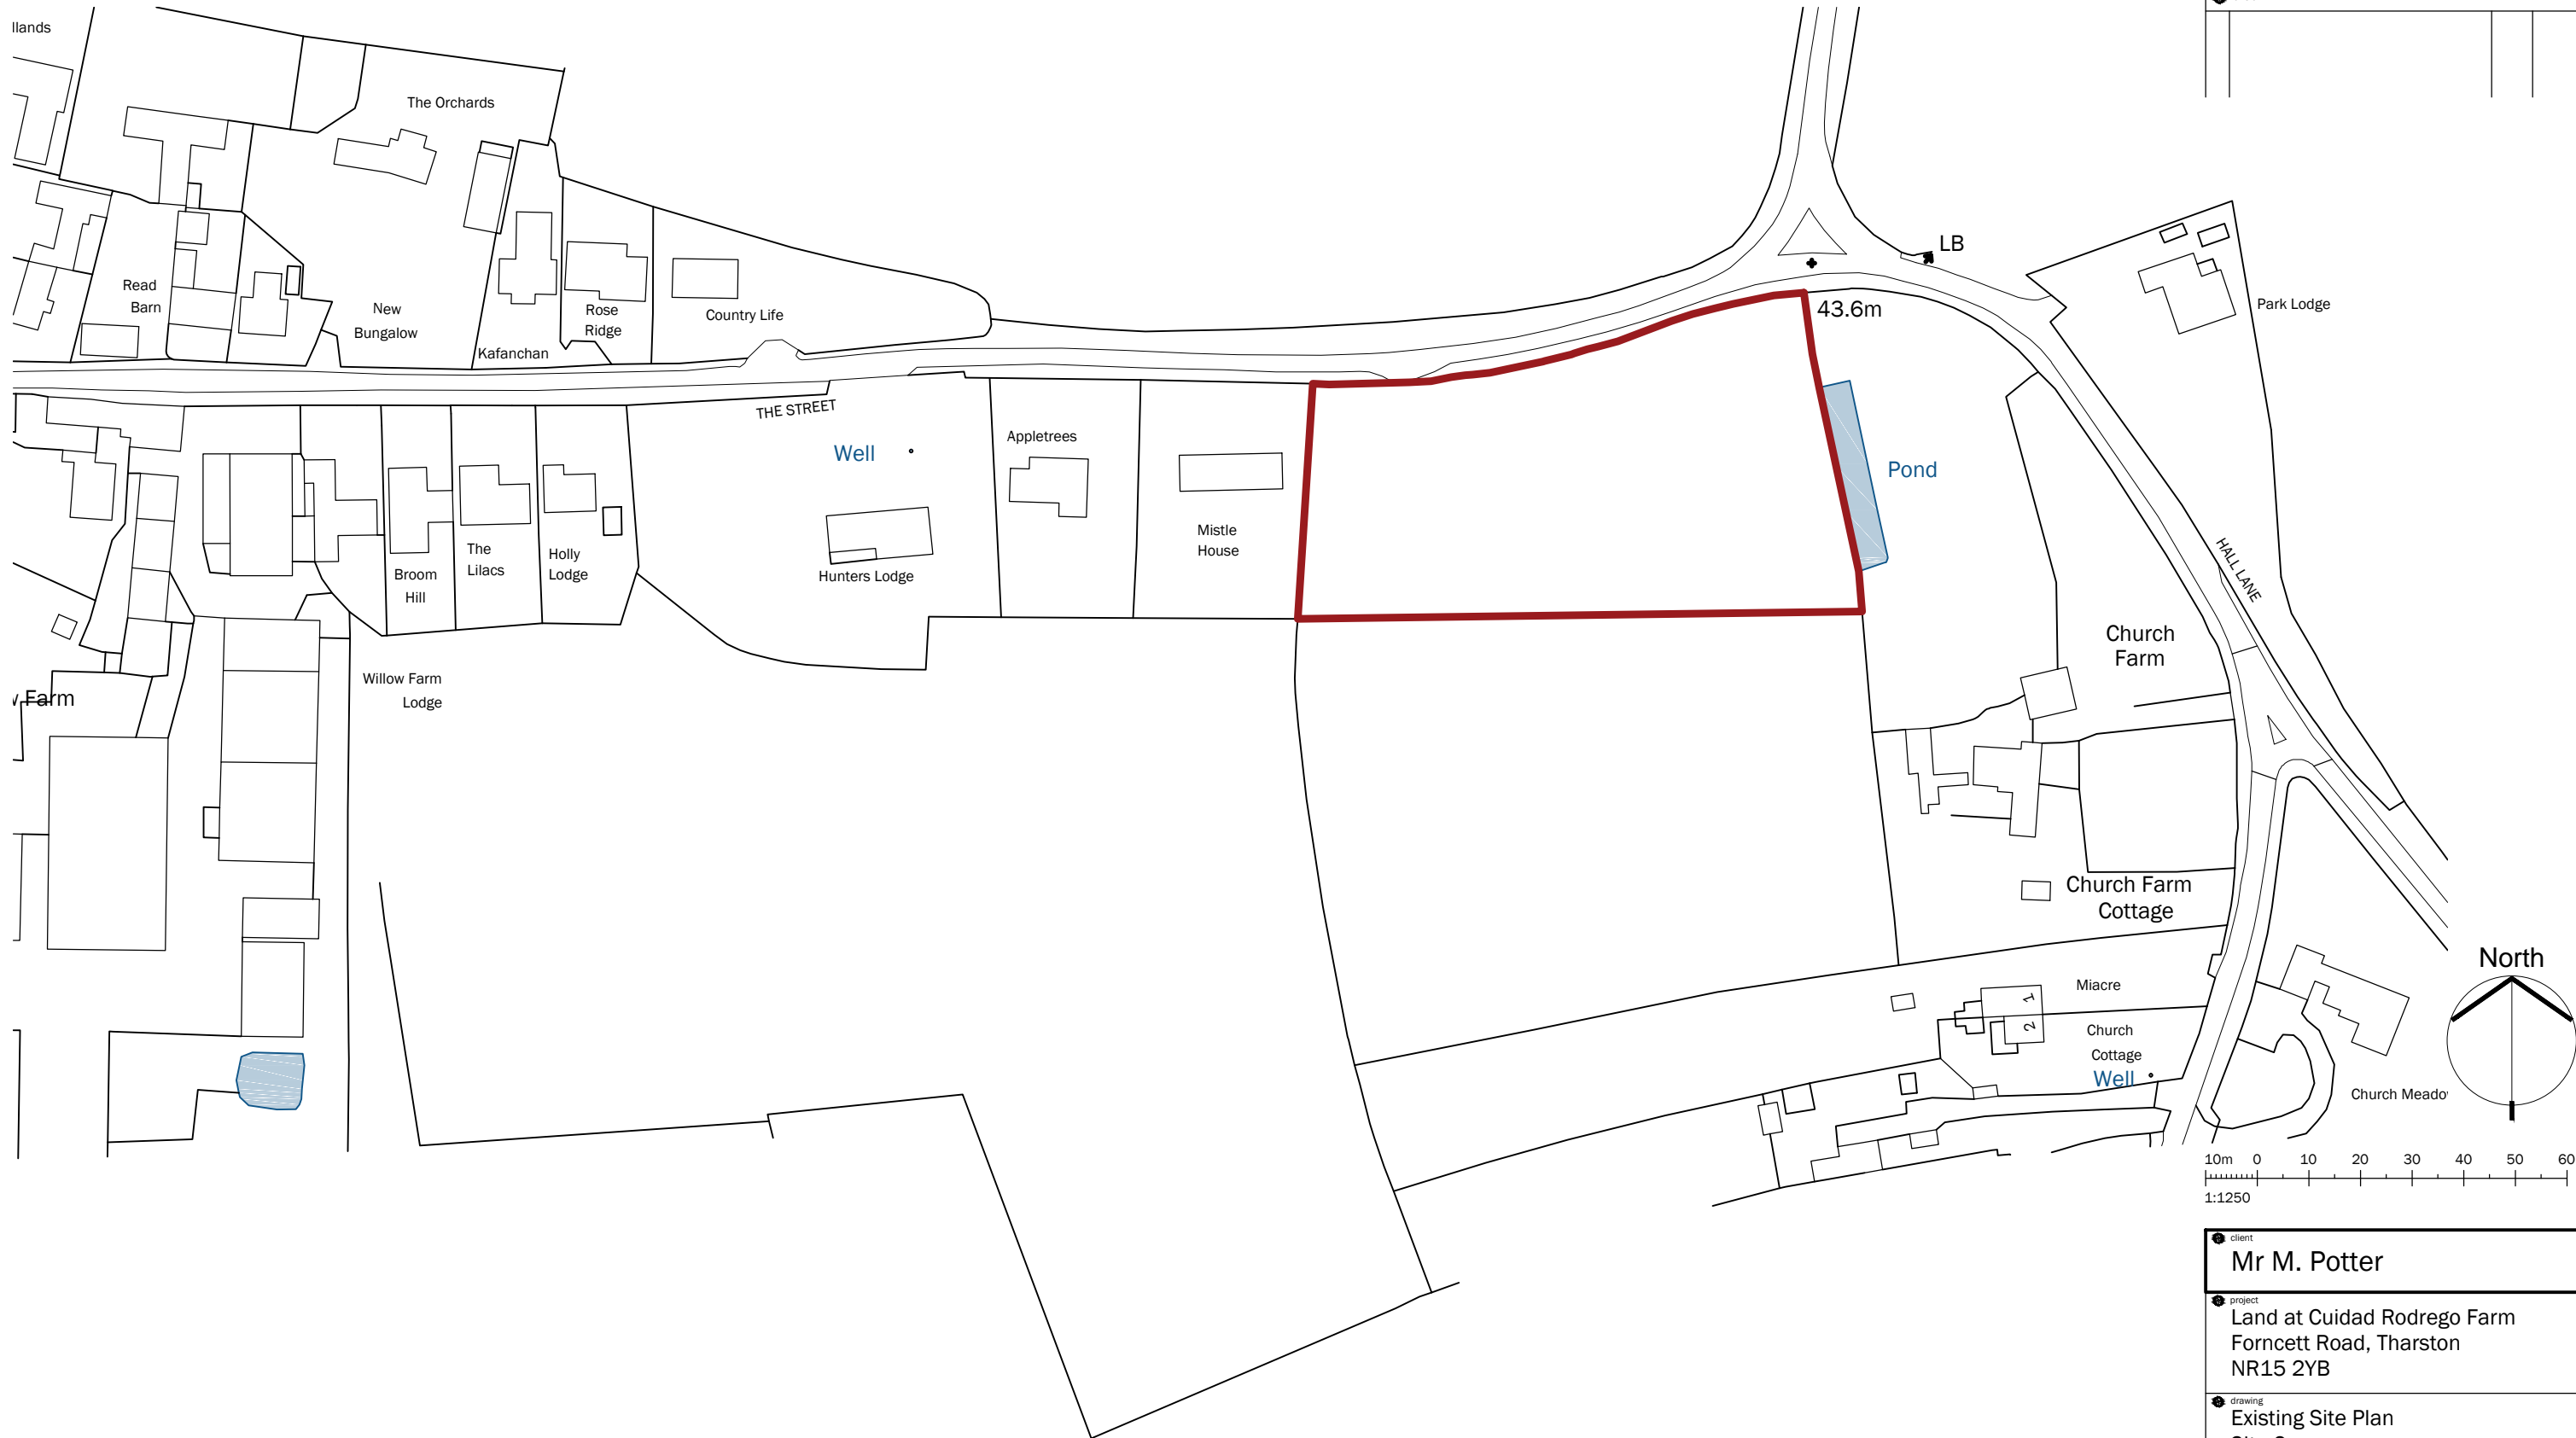 The Orchards
LB
Park Lodge
Read
Barn
New
Bungalow
Rose
Ridge
Country Life
Kafanchan
43.6m
THE STREET
Well
Appletrees
Pond
Mistle
House
The
Lilacs
Holly
Lodge
Broom
Hill
Hunters Lodge
HALL LANE
Church
Farm
Willow Farm
Lodge
Farm
Church Farm
Cottage
North
Miacre
1
2
Church
Cottage
Well
10m 0 10 20 30 40 50 60
1:1250
client
Mr M. Potter
project
Land at Cuidad Rodrego Farm
Forncett Road, Tharston
NR15 2YB
drawing
Existing Site Plan